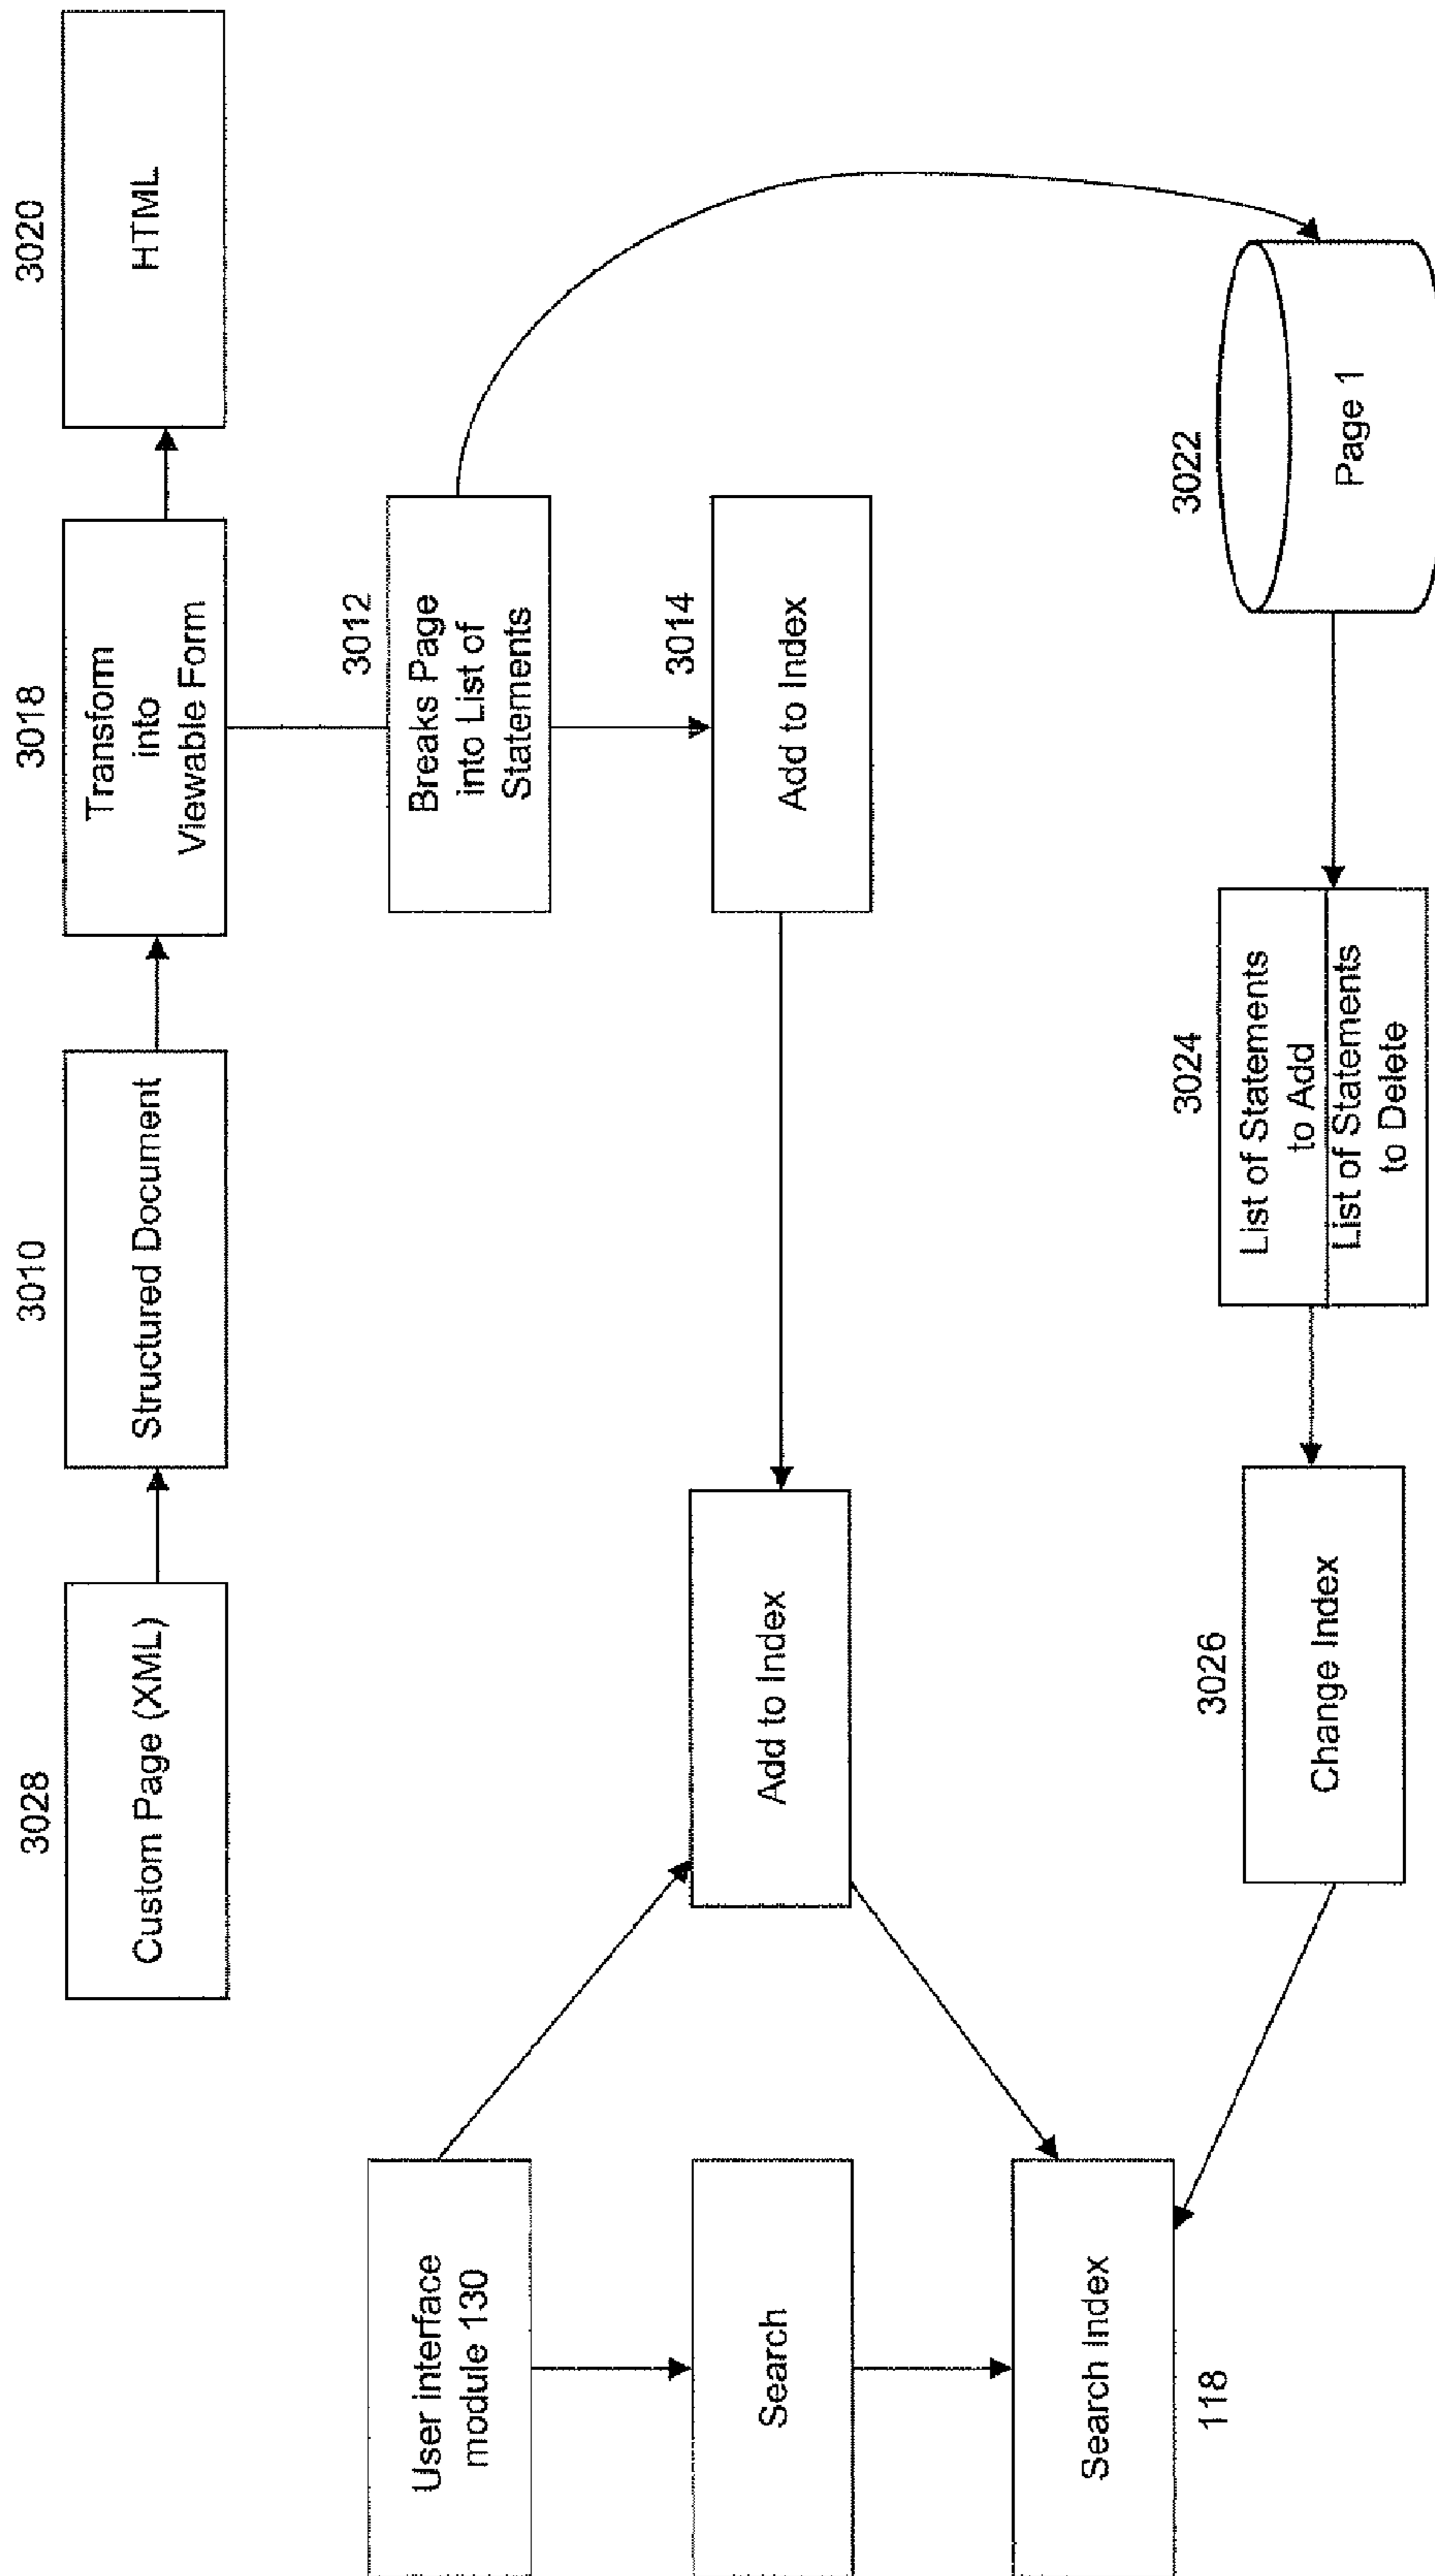 3028
Custom Page (XML)
3010
Structured Document
3018
Transform
into
Viewable Form
3020
HTML
User interface
module 130
3012
Breaks Page
into List of
Statements
Search
Add to Index
3014
Add to Index
Search Index
118
3026
Change Index
3024
List of Statements
to Add
List of Statements
to Delete
3022
Page 1